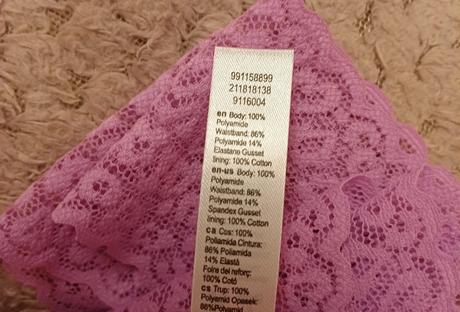 991158899
211818138
9116004
en Body: 100%
Polyamide
Waistband: 86%
Polyamide 14%
Elastane Gusset
lining: 100% Cotton
en-us Body: 100%
Polyamide
Waistband: 86%
Polyamide 14%
Spandex Gusset
lining: 100% Cotton
ca Cos: 100%
Poliamida Cintura:
86% Poliamida
14% Elastà
Folre del reforç:
100% Cotó
cs Trup: 100%
Polyamid Opasek:
86%Polyamid